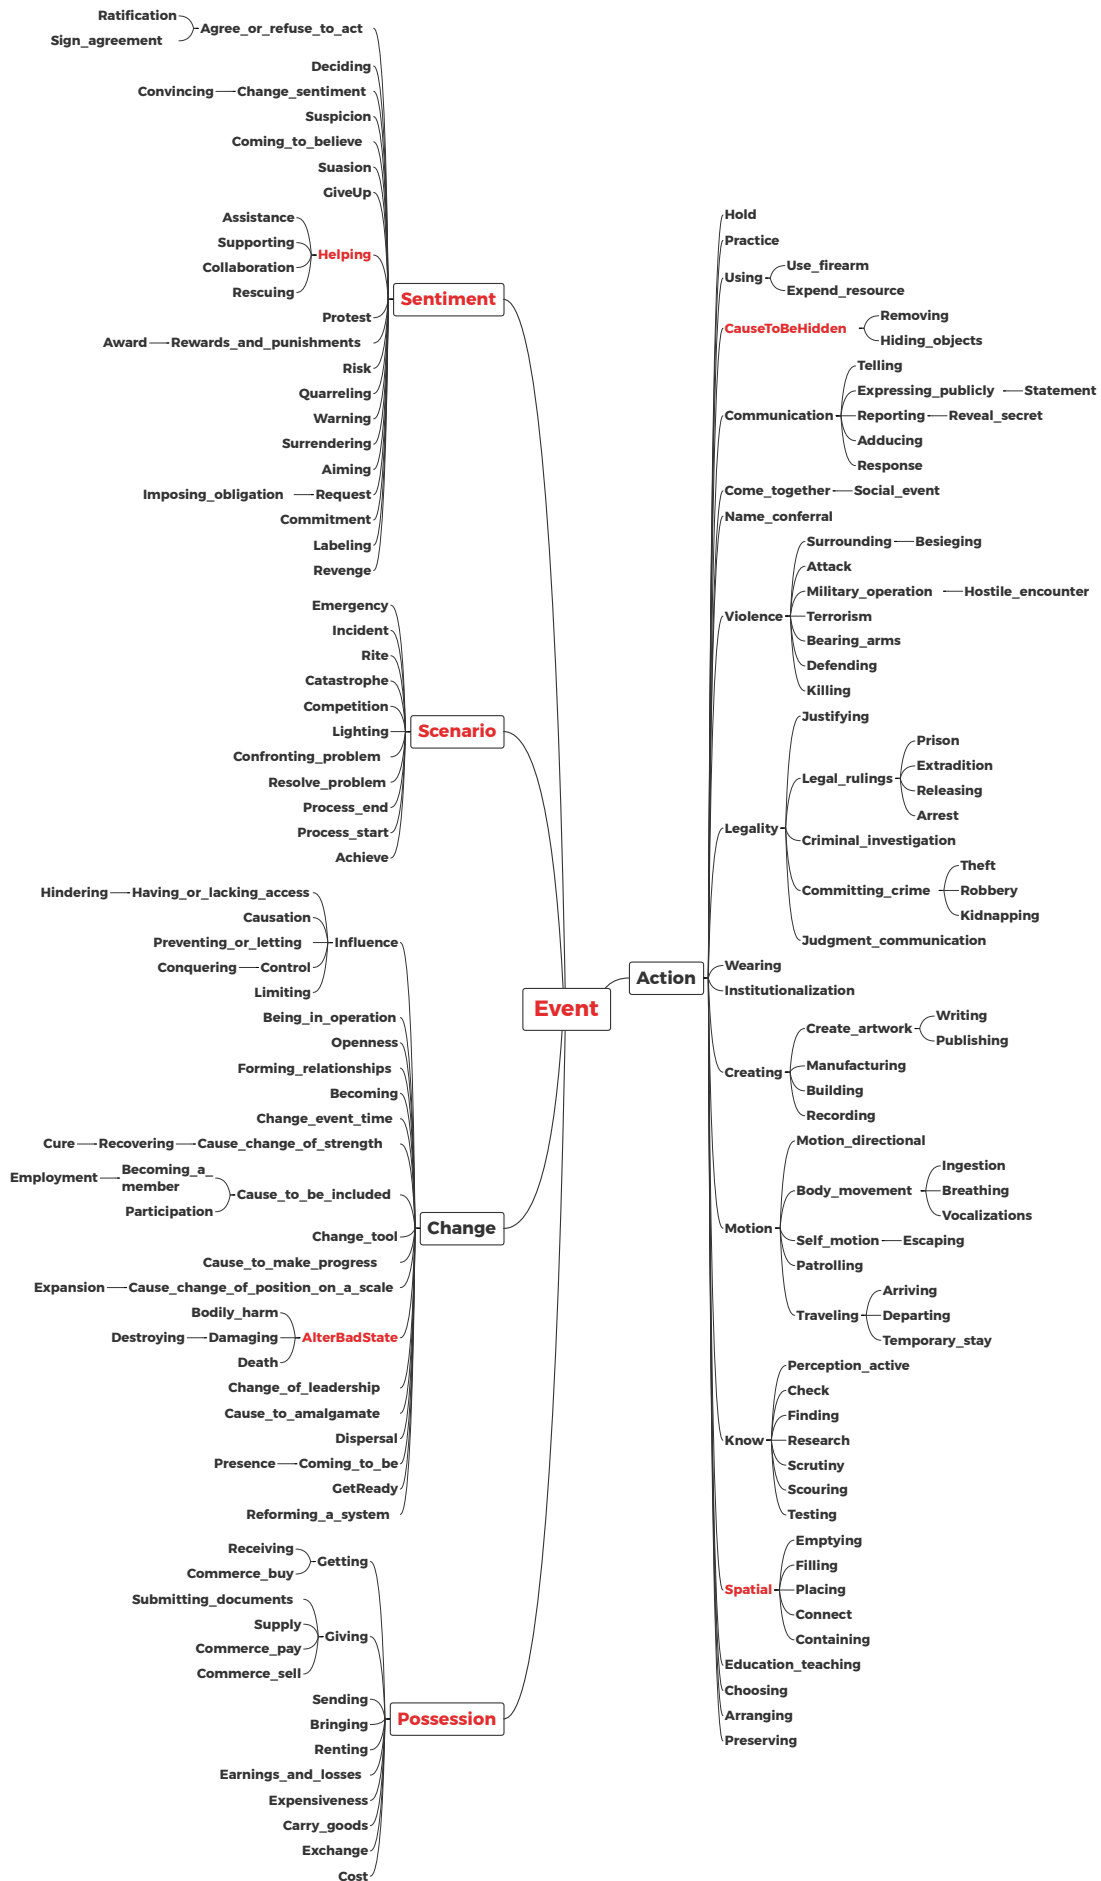 Ratification
Sign_agreement
Agree_or_refuse_to_act
Deciding
Convincing
Change_sentiment
Suspicion
Coming_to_believe
Suasion
GiveUp
Assistance
Supporting
Collaboration
Rescuing
Helping
Protest
Award
Rewards_and_punishments
Risk
Quarreling
Warning
Surrendering
Aiming
Imposing_obligation
Request
Commitment
Labeling
Revenge
Sentiment
Emergency
Incident
Rite
Catastrophe
Competition
Lighting
Confronting_problem
Resolve_problem
Process_end
Process_start
Achieve
Scenario
Hindering
Having_or_lacking_access
Causation
Preventing_or_letting
Conquering
Control
Limiting
Influence
Being_in_operation
Openness
Forming_relationships
Becoming
Change_event_time
Cure
Recovering
Cause_change_of_strength
Employment
Becoming_a_
member
Participation
Cause_to_be_included
Change_tool
Cause_to_make_progress
Expansion
Cause_change_of_position_on_a_scale
Bodily_harm
Destroying
Damaging
Death
AlterBadState
Change_of_leadership
Cause_to_amalgamate
Dispersal
Presence
Coming_to_be
GetReady
Reforming_a_system
Change
Receiving
Commerce_buy
Getting
Submitting_documents
Supply
Commerce_pay
Commerce_sell
Giving
Sending
Bringing
Renting
Earnings_and_losses
Expensiveness
Carry_goods
Exchange
Cost
Possession
Event
Action
Hold
Practice
Using
Use_firearm
Expend_resource
CauseToBeHidden
Removing
Hiding_objects
Communication
Telling
Expressing_publicly
Statement
Reporting
Reveal_secret
Adducing
Response
Come_together
Social_event
Name_conferral
Violence
Surrounding
Besieging
Attack
Military_operation
Hostile_encounter
Terrorism
Bearing_arms
Defending
Killing
Legality
Justifying
Legal_rulings
Prison
Extradition
Releasing
Arrest
Criminal_investigation
Committing_crime
Theft
Robbery
Kidnapping
Judgment_communication
Wearing
Institutionalization
Creating
Create_artwork
Writing
Publishing
Manufacturing
Building
Recording
Motion
Motion_directional
Body_movement
Ingestion
Breathing
Vocalizations
Self_motion
Escaping
Patrolling
Traveling
Arriving
Departing
Temporary_stay
Know
Perception_active
Check
Finding
Research
Scrutiny
Scouring
Testing
Spatial
Emptying
Filling
Placing
Connect
Containing
Education_teaching
Choosing
Arranging
Preserving